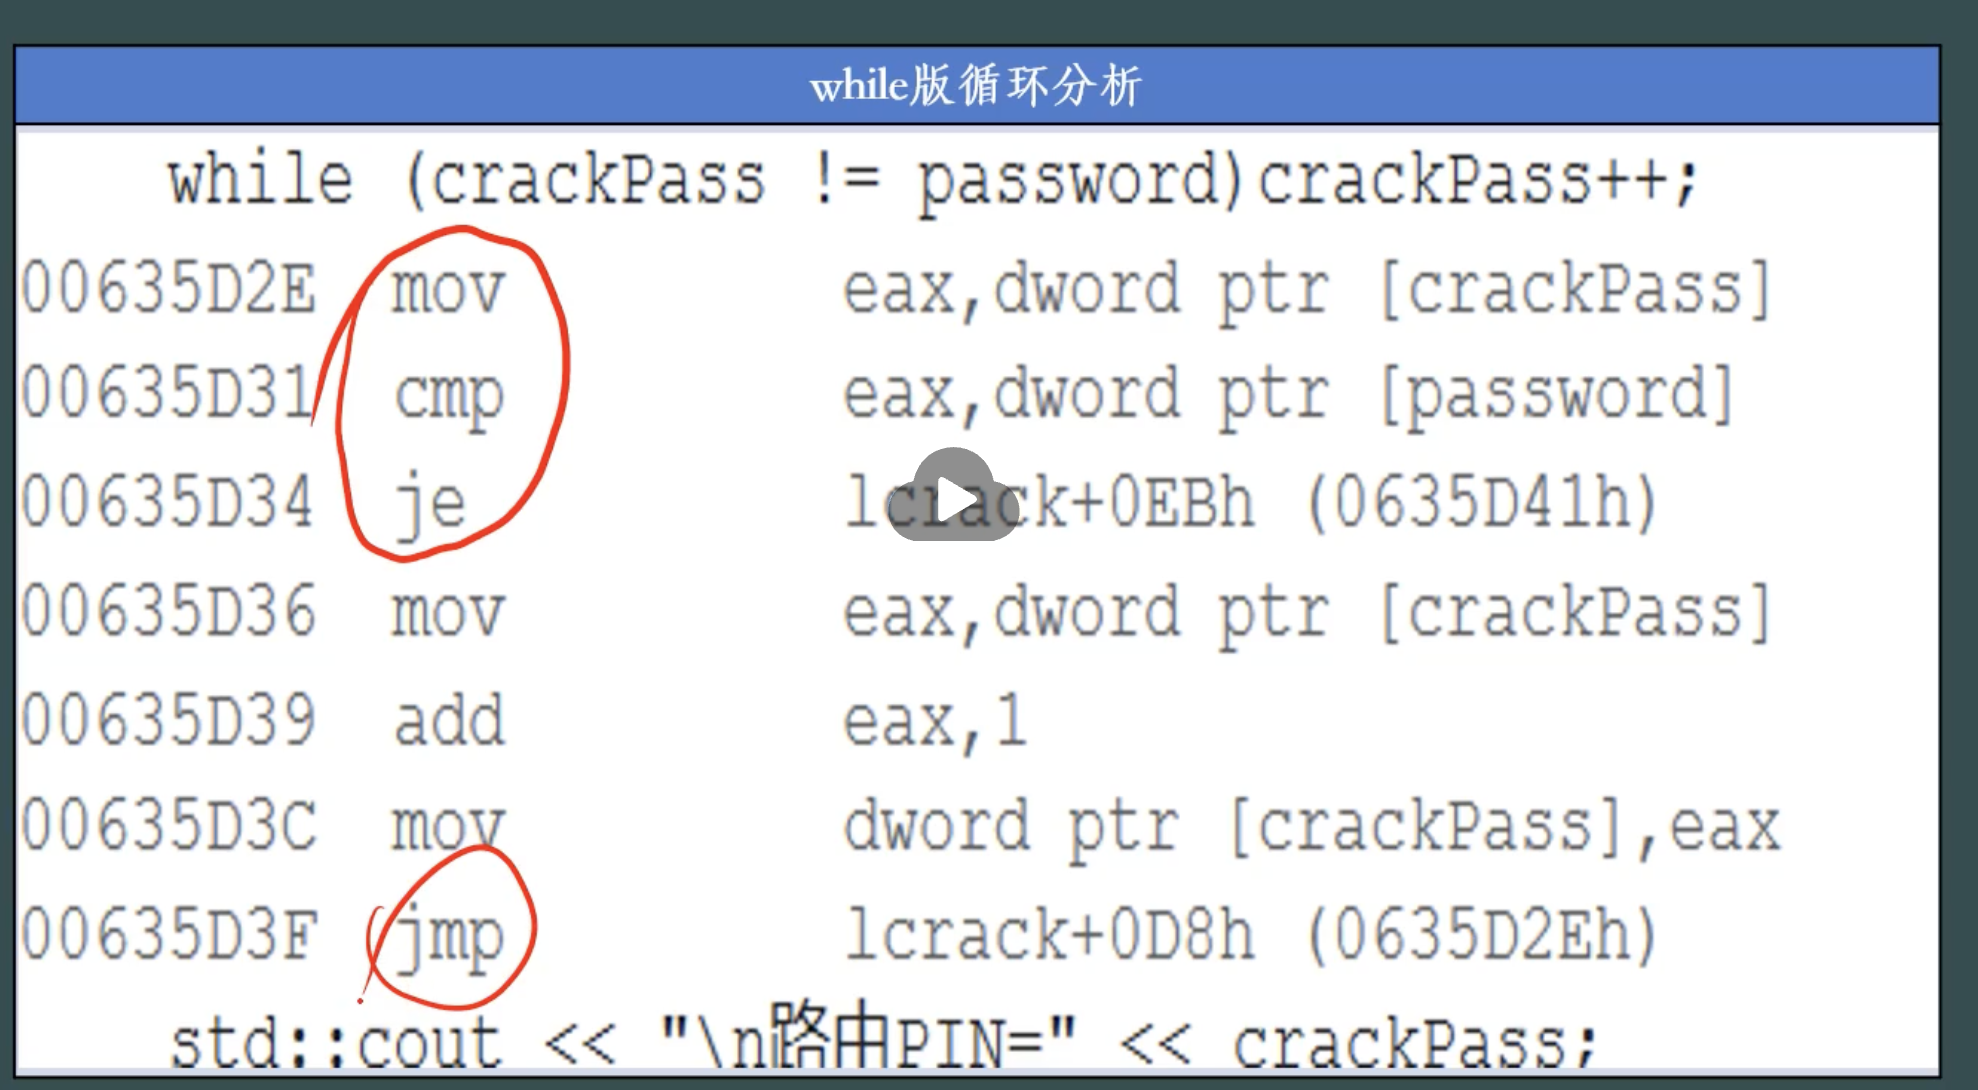 while版循环分析
while (crackPass != password)crackPass++;
00635D2E mov eax,dword ptr [crackPass]
00635D31 cmp eax,dword ptr [password]
00635D34 je lcrack+0EBh (0635D41h)
00635D36 mov eax,dword ptr [crackPass]
00635D39 add eax,1
00635D3C mov dword ptr [crackPass],eax
00635D3F jmp lcrack+0D8h (0635D2Eh)
std::cout << "\n路由PIN=" << crackPass;